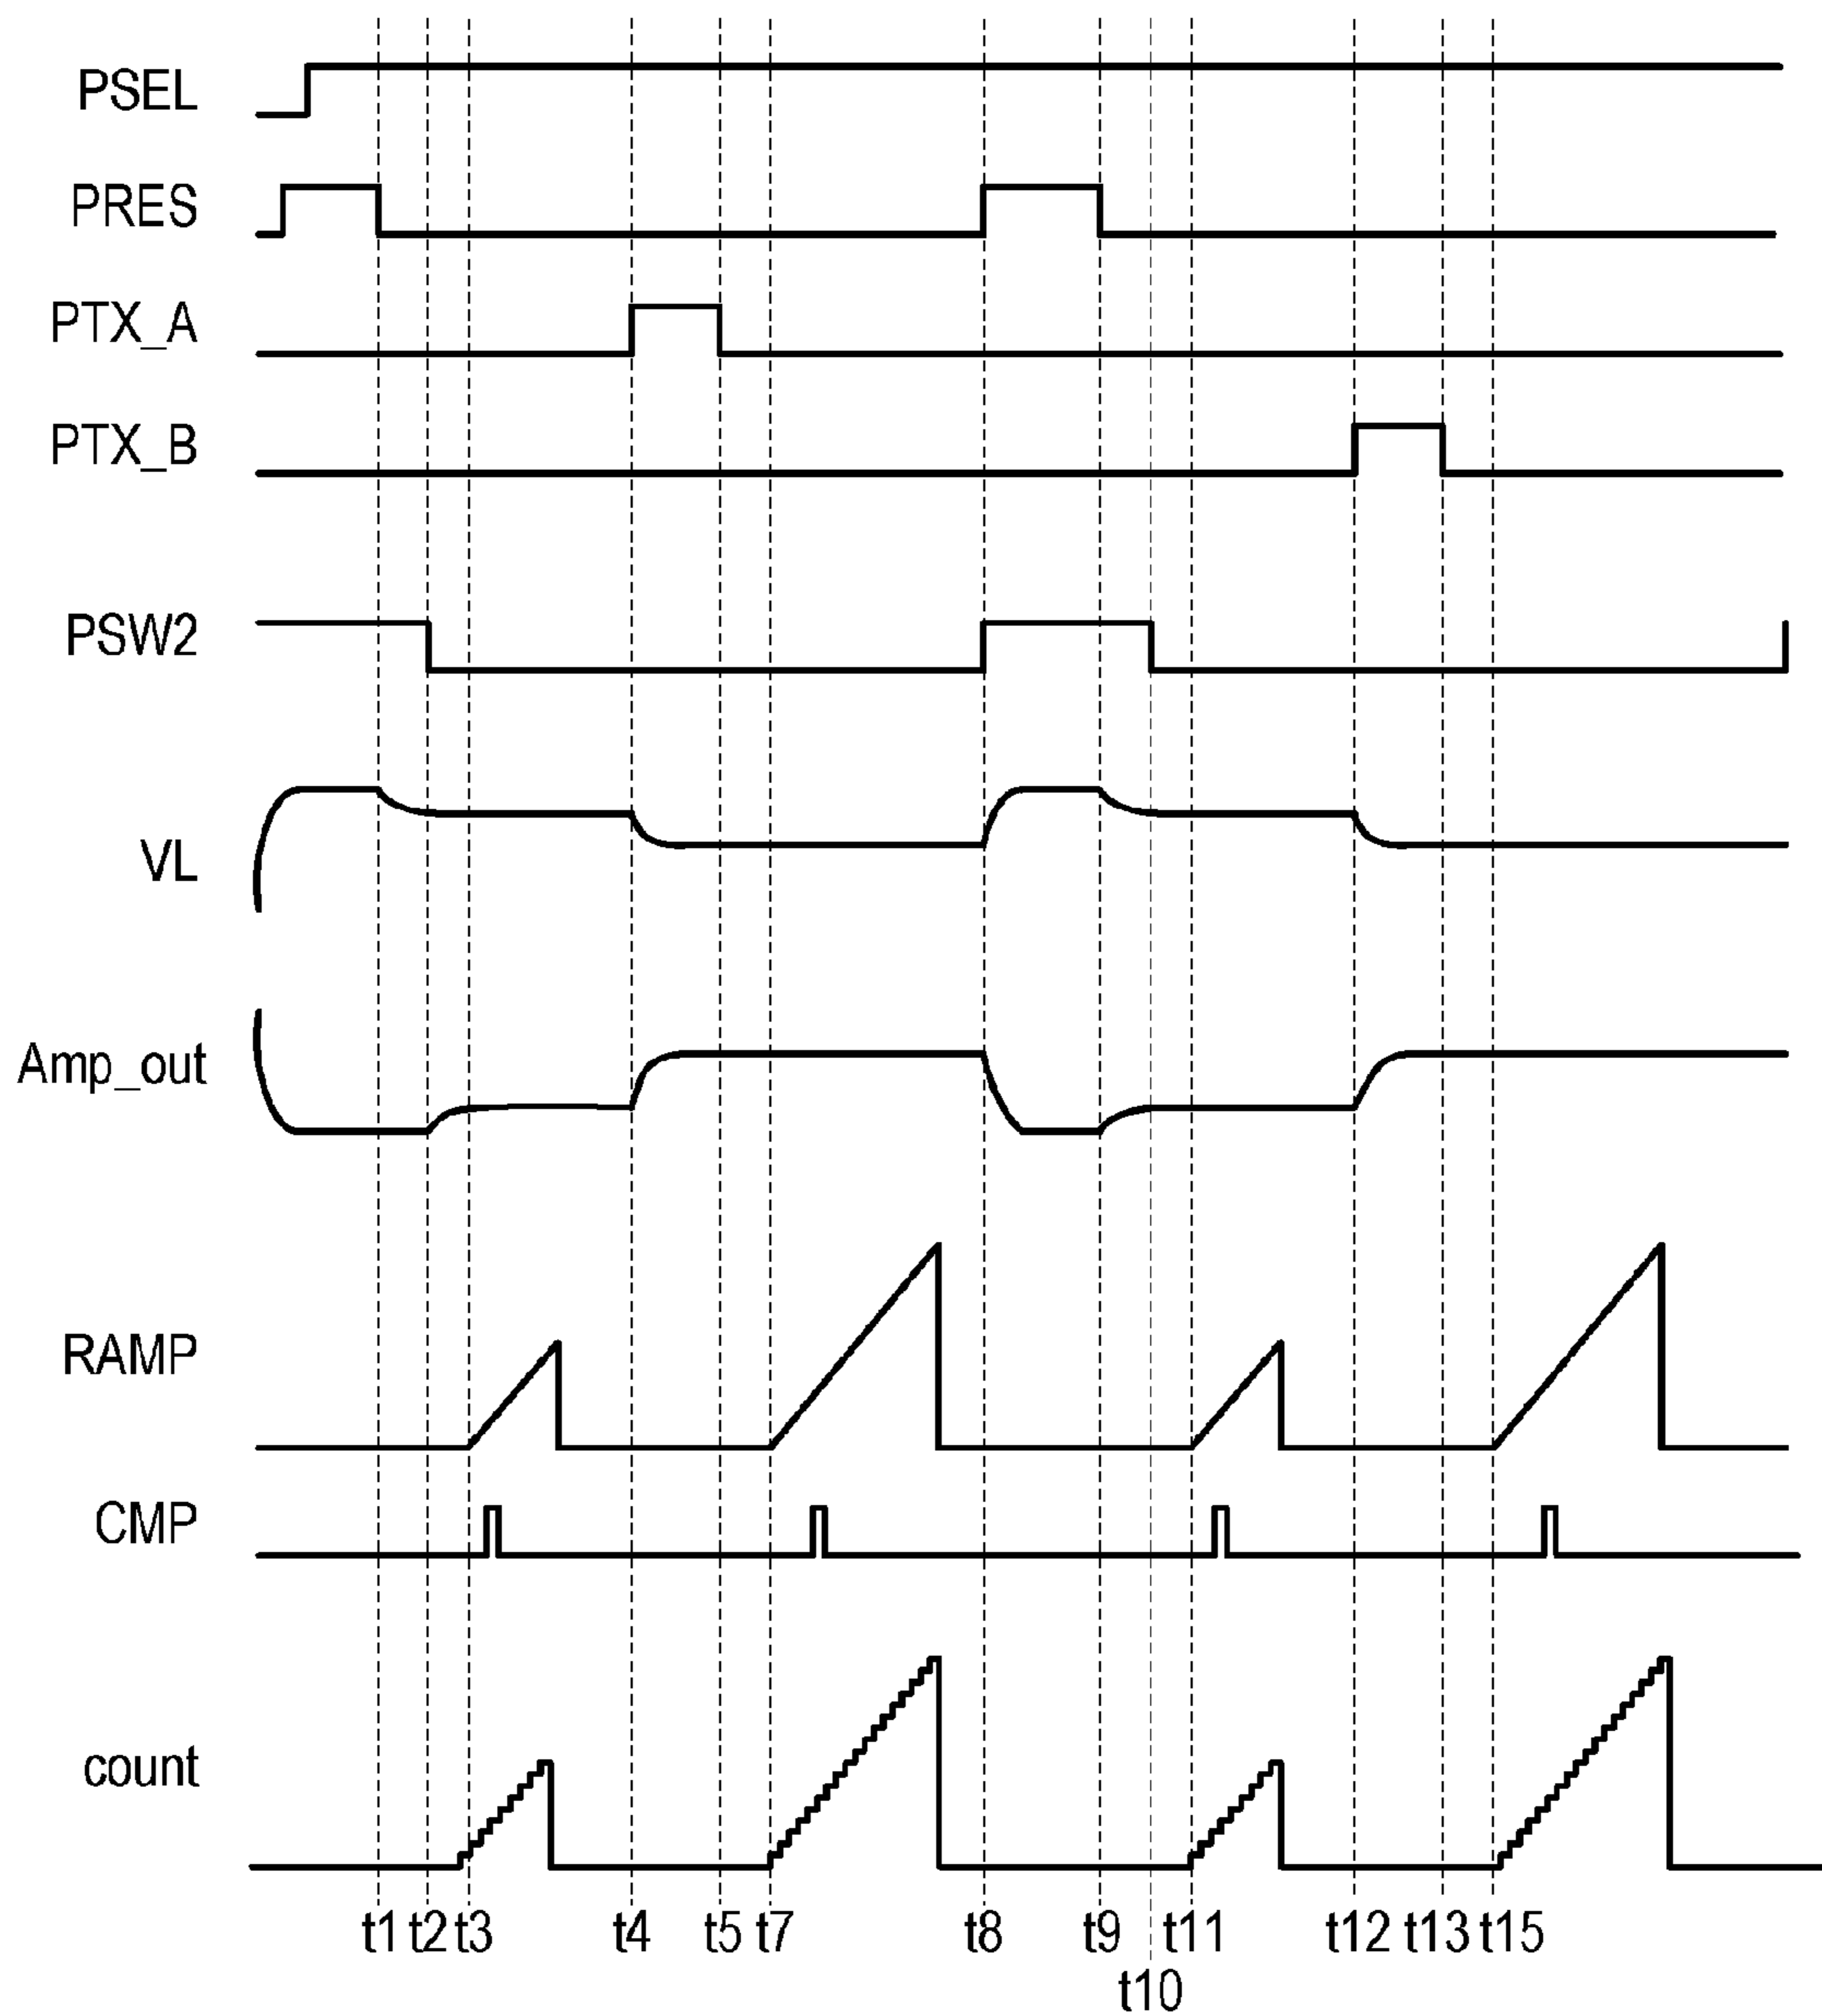 PSEL
PRES
PTX_A
PTX_B
PSW2
VL
Amp_out
RAMP
CMP
count
t1 t2 t3 t4 t5 t7 t8 t9 t11 t12 t13 t15
t10